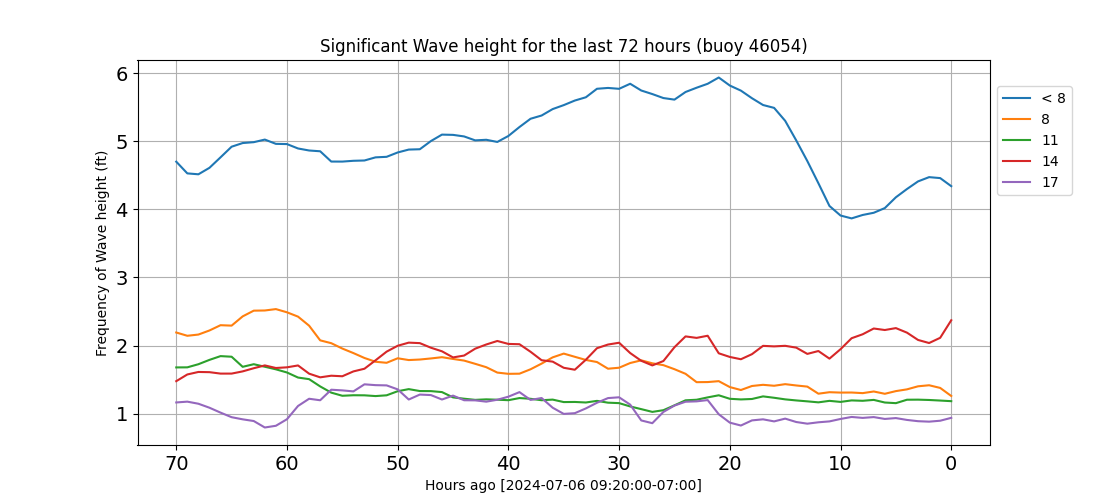 Significant Wave height for the last 72 hours (buoy 46054)
Frequency of Wave height (ft)
6
5
4
3
2
1
70 60 50 40 30 20 10 0
Hours ago [2024-07-06 09:20:00-07:00]
< 8
8
11
14
17